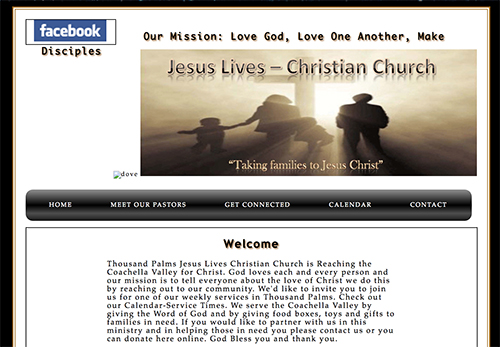 facebook
Our Mission: Love God, Love One Another, Make
Disciples
Jesus Lives – Christian Church
“Taking families to Jesus Christ”
dove
HOME MEET OUR PASTORS GET CONNECTED CALENDAR CONTACT
Welcome
Thousand Palms Jesus Lives Christian Church is Reaching the
Coachella Valley for Christ. God loves each and every person and
our mission is to tell everyone about the love of Christ we do this
by reaching out to our community. We'd like to invite you to join
us for one of our weekly services in Thousand Palms. Check out
our Calendar-Service Times. We serve the Coachella Valley by
giving the Word of God and by giving food boxes, toys and gifts to
families in need. If you would like to partner with us in this
ministry and in helping those in need you please contact us or you
can donate here online. God Bless you and thank you.